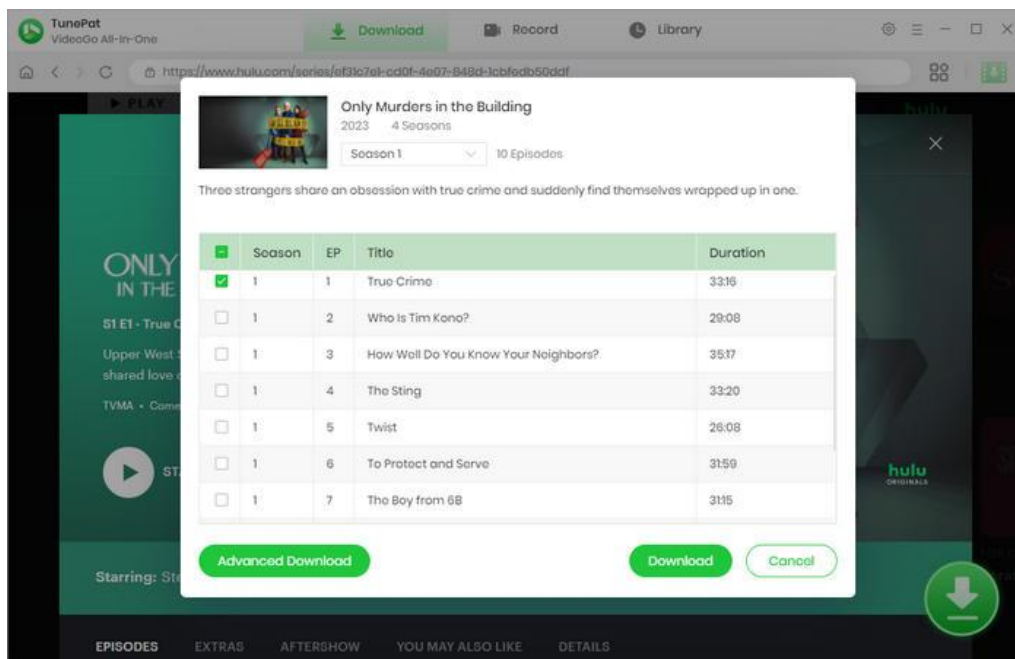 TunePat
VideoGo All-In-One
Download
Record
Library
https://www.hulu.com/series/ef31c7e1-cd0f-4e07-848d-1cbfedb50ddf
PLAY
hulu
Only Murders in the Building
2023 4 Seasons
Season 1 10 Episodes
Three strangers share an obsession with true crime and suddenly find themselves wrapped up in one.
Season EP Title Duration
1 1 True Crime 33:16
1 2 Who Is Tim Kono? 29:08
1 3 How Well Do You Know Your Neighbors? 35:17
1 4 The Sting 33:20
1 5 Twist 26:08
1 6 To Protect and Serve 31:59
1 7 The Boy from 6B 31:15
Advanced Download
Download
Cancel
ONLY
IN THE
S1 E1 - True
Upper West
shared love
TVMA •
hulu
ORIGINALS
Starring:
EPISODES EXTRAS AFTERSHOW YOU MAY ALSO LIKE DETAILS